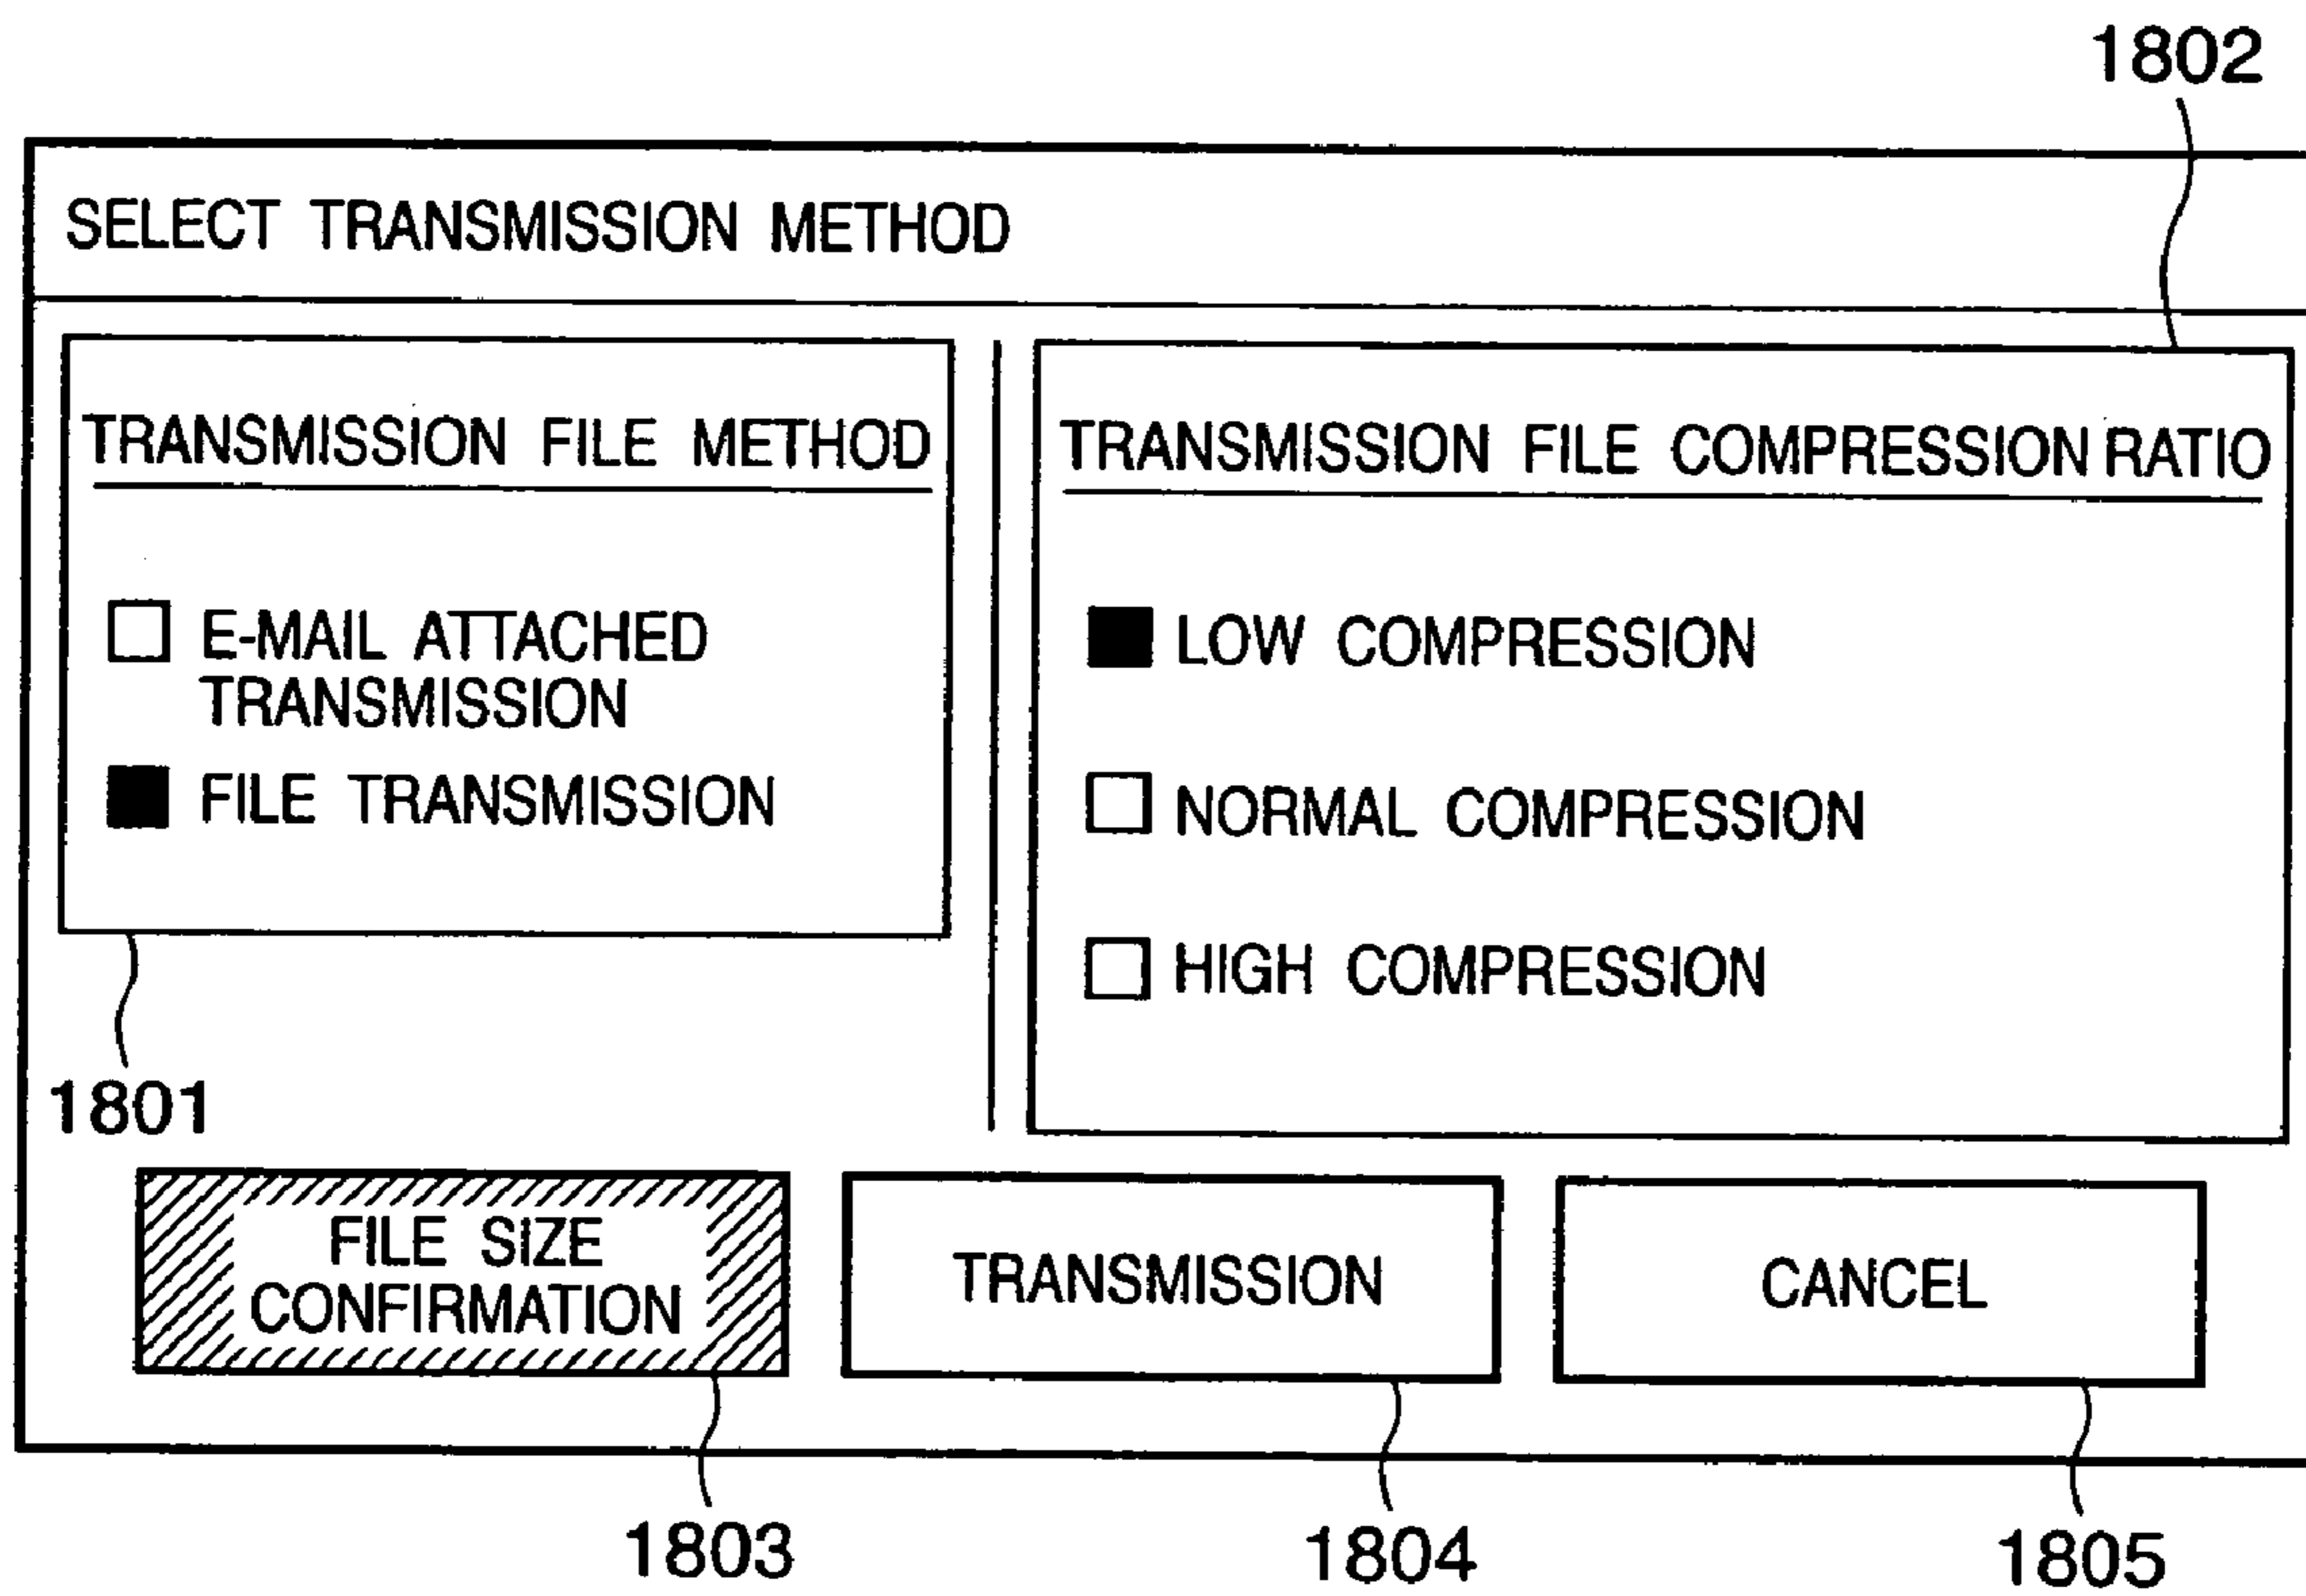 1802
SELECT TRANSMISSION METHOD
TRANSMISSION FILE METHOD
E-MAIL ATTACHED
TRANSMISSION
FILE TRANSMISSION
TRANSMISSION FILE COMPRESSION RATIO
LOW COMPRESSION
NORMAL COMPRESSION
HIGH COMPRESSION
1801
FILE SIZE
CONFIRMATION
TRANSMISSION
CANCEL
1803
1804
1805